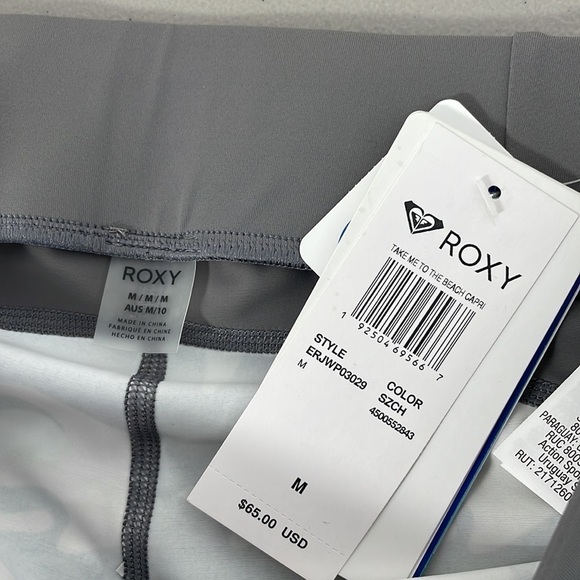 ROXY
M / M / M
AUS M/10
MADE IN CHINA
FABRIQUÉ EN CHINE
HECHO EN CHINA
ROXY
TAKE ME TO THE BEACH CAPRI
1 92504 69566 7
STYLE
ERJWP03029
M
COLOR
SZCH
4500552843
M
$65.00 USD
PARAGUAY
RUC 800
Action Spo
Uruguay S
RUT: 2171260